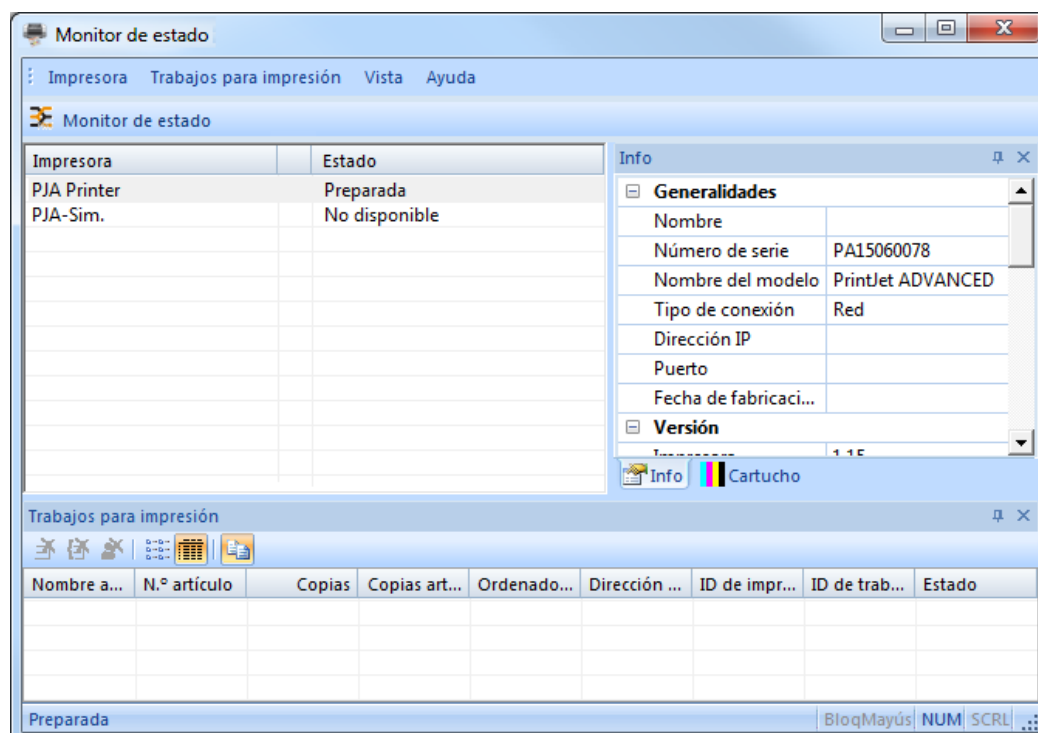 Monitor de estado
Impresora Trabajos para impresión Vista Ayuda
Monitor de estado
Impresora Estado
PJA Printer Preparada
PJA-Sim. No disponible
Info
Generalidades
Nombre
Número de serie PA15060078
Nombre del modelo PrintJet ADVANCED
Tipo de conexión Red
Dirección IP
Puerto
Fecha de fabricaci...
Versión
Impresora 1.15
Info Cartucho
Trabajos para impresión
Nombre a... N.º artículo Copias Copias art... Ordenado... Dirección ... ID de impr... ID de trab... Estado
Preparada BloqMayús NUM SCRL